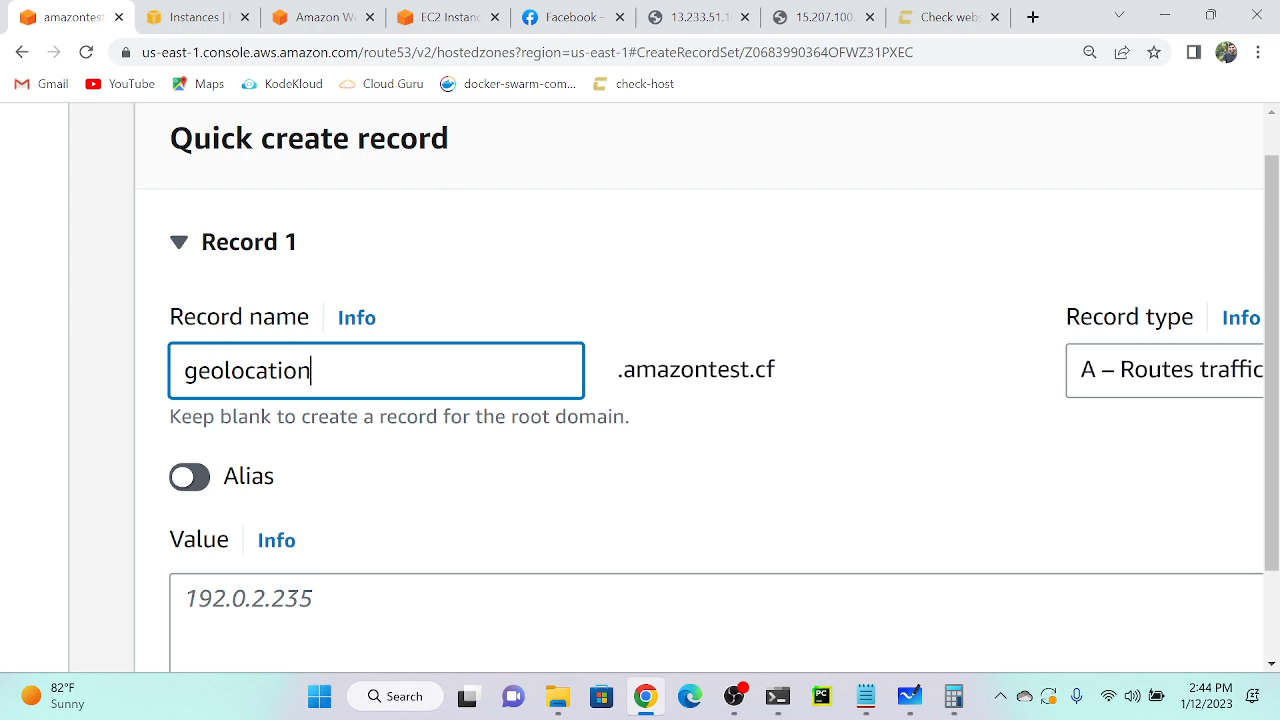 amazontest
Instances |
Amazon W
EC2 Instanc
Facebook –
13.233.51.1
15.207.100.
Check webs
us-east-1.console.aws.amazon.com/route53/v2/hostedzones?region=us-east-1#CreateRecordSet/Z0683990364OFWZ31PXEC
Gmail
YouTube
Maps
KodeKloud
Cloud Guru
docker-swarm-com...
check-host
Quick create record
Record 1
Record name
Info
Record type
Info
geolocation
.amazontest.cf
A – Routes traffic
Keep blank to create a record for the root domain.
Alias
Value
Info
192.0.2.235
82°F
Sunny
Search
PC
2:44 PM
1/12/2023